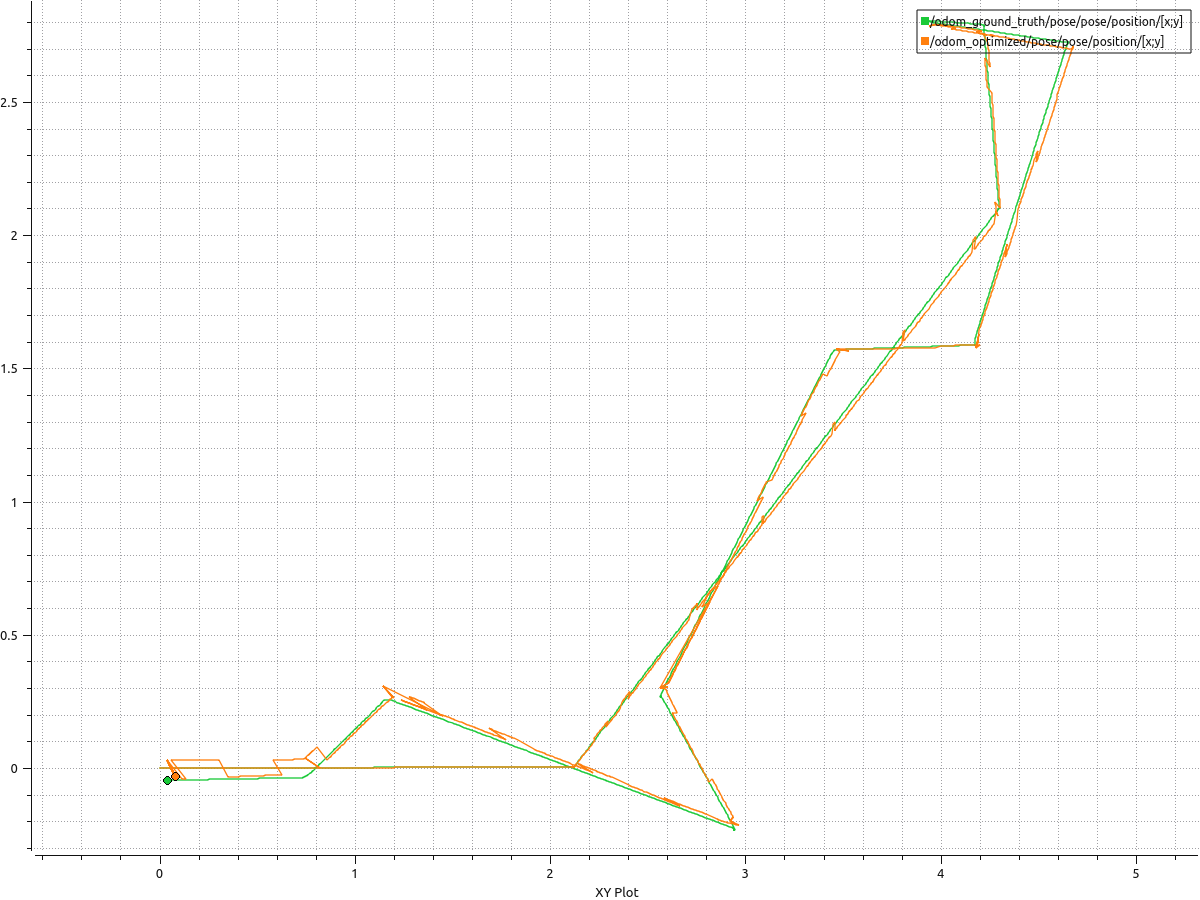 /odom_ground_truth/pose/pose/position/[x;y]
/odom_optimized/pose/pose/position/[x;y]
2.5
2
1.5
1
0.5
0
0 1 2 3 4 5
XY Plot